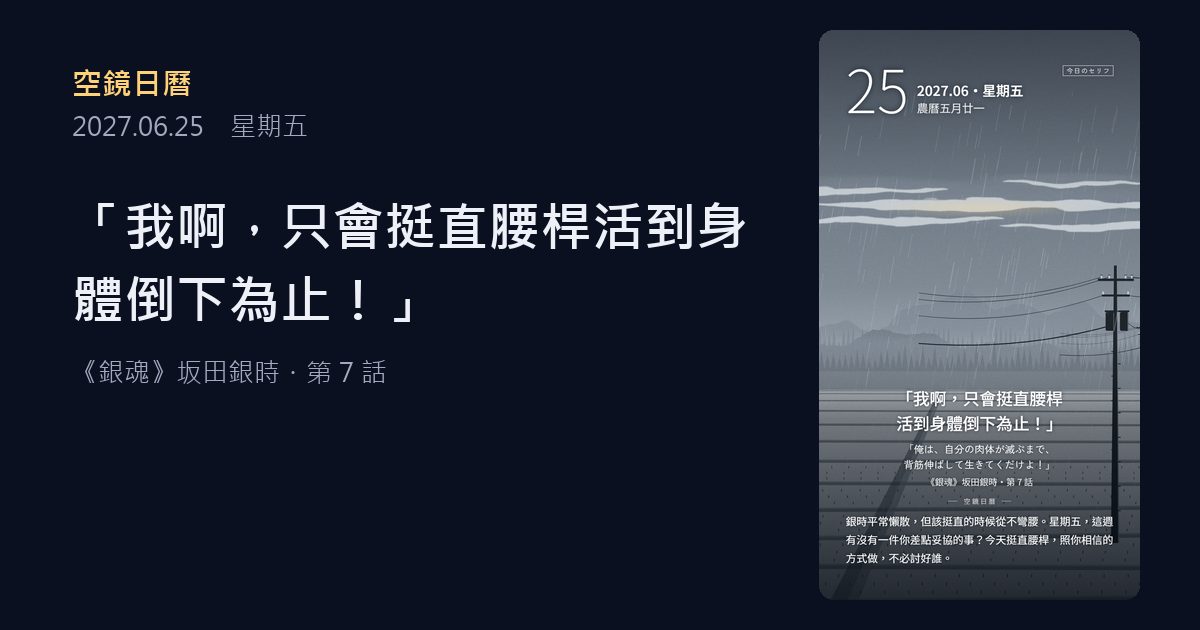 空鏡日曆
2027.06.25　星期五
「我啊，只會挺直腰桿活到身
體倒下為止！」
《銀魂》坂田銀時・第 7 話
今日のセリフ
25
2027.06・星期五
農曆五月廿一
「我啊，只會挺直腰桿
活到身體倒下為止！」
「俺は、自分の肉体が滅ぶまで、
背筋伸ばして生きてくだけよ！」
《銀魂》坂田銀時・第 7 話
空鏡日曆
銀時平常懶散，但該挺直的時候從不彎腰。星期五，這週
有沒有一件你差點妥協的事？今天挺直腰桿，照你相信的
方式做，不必討好誰。